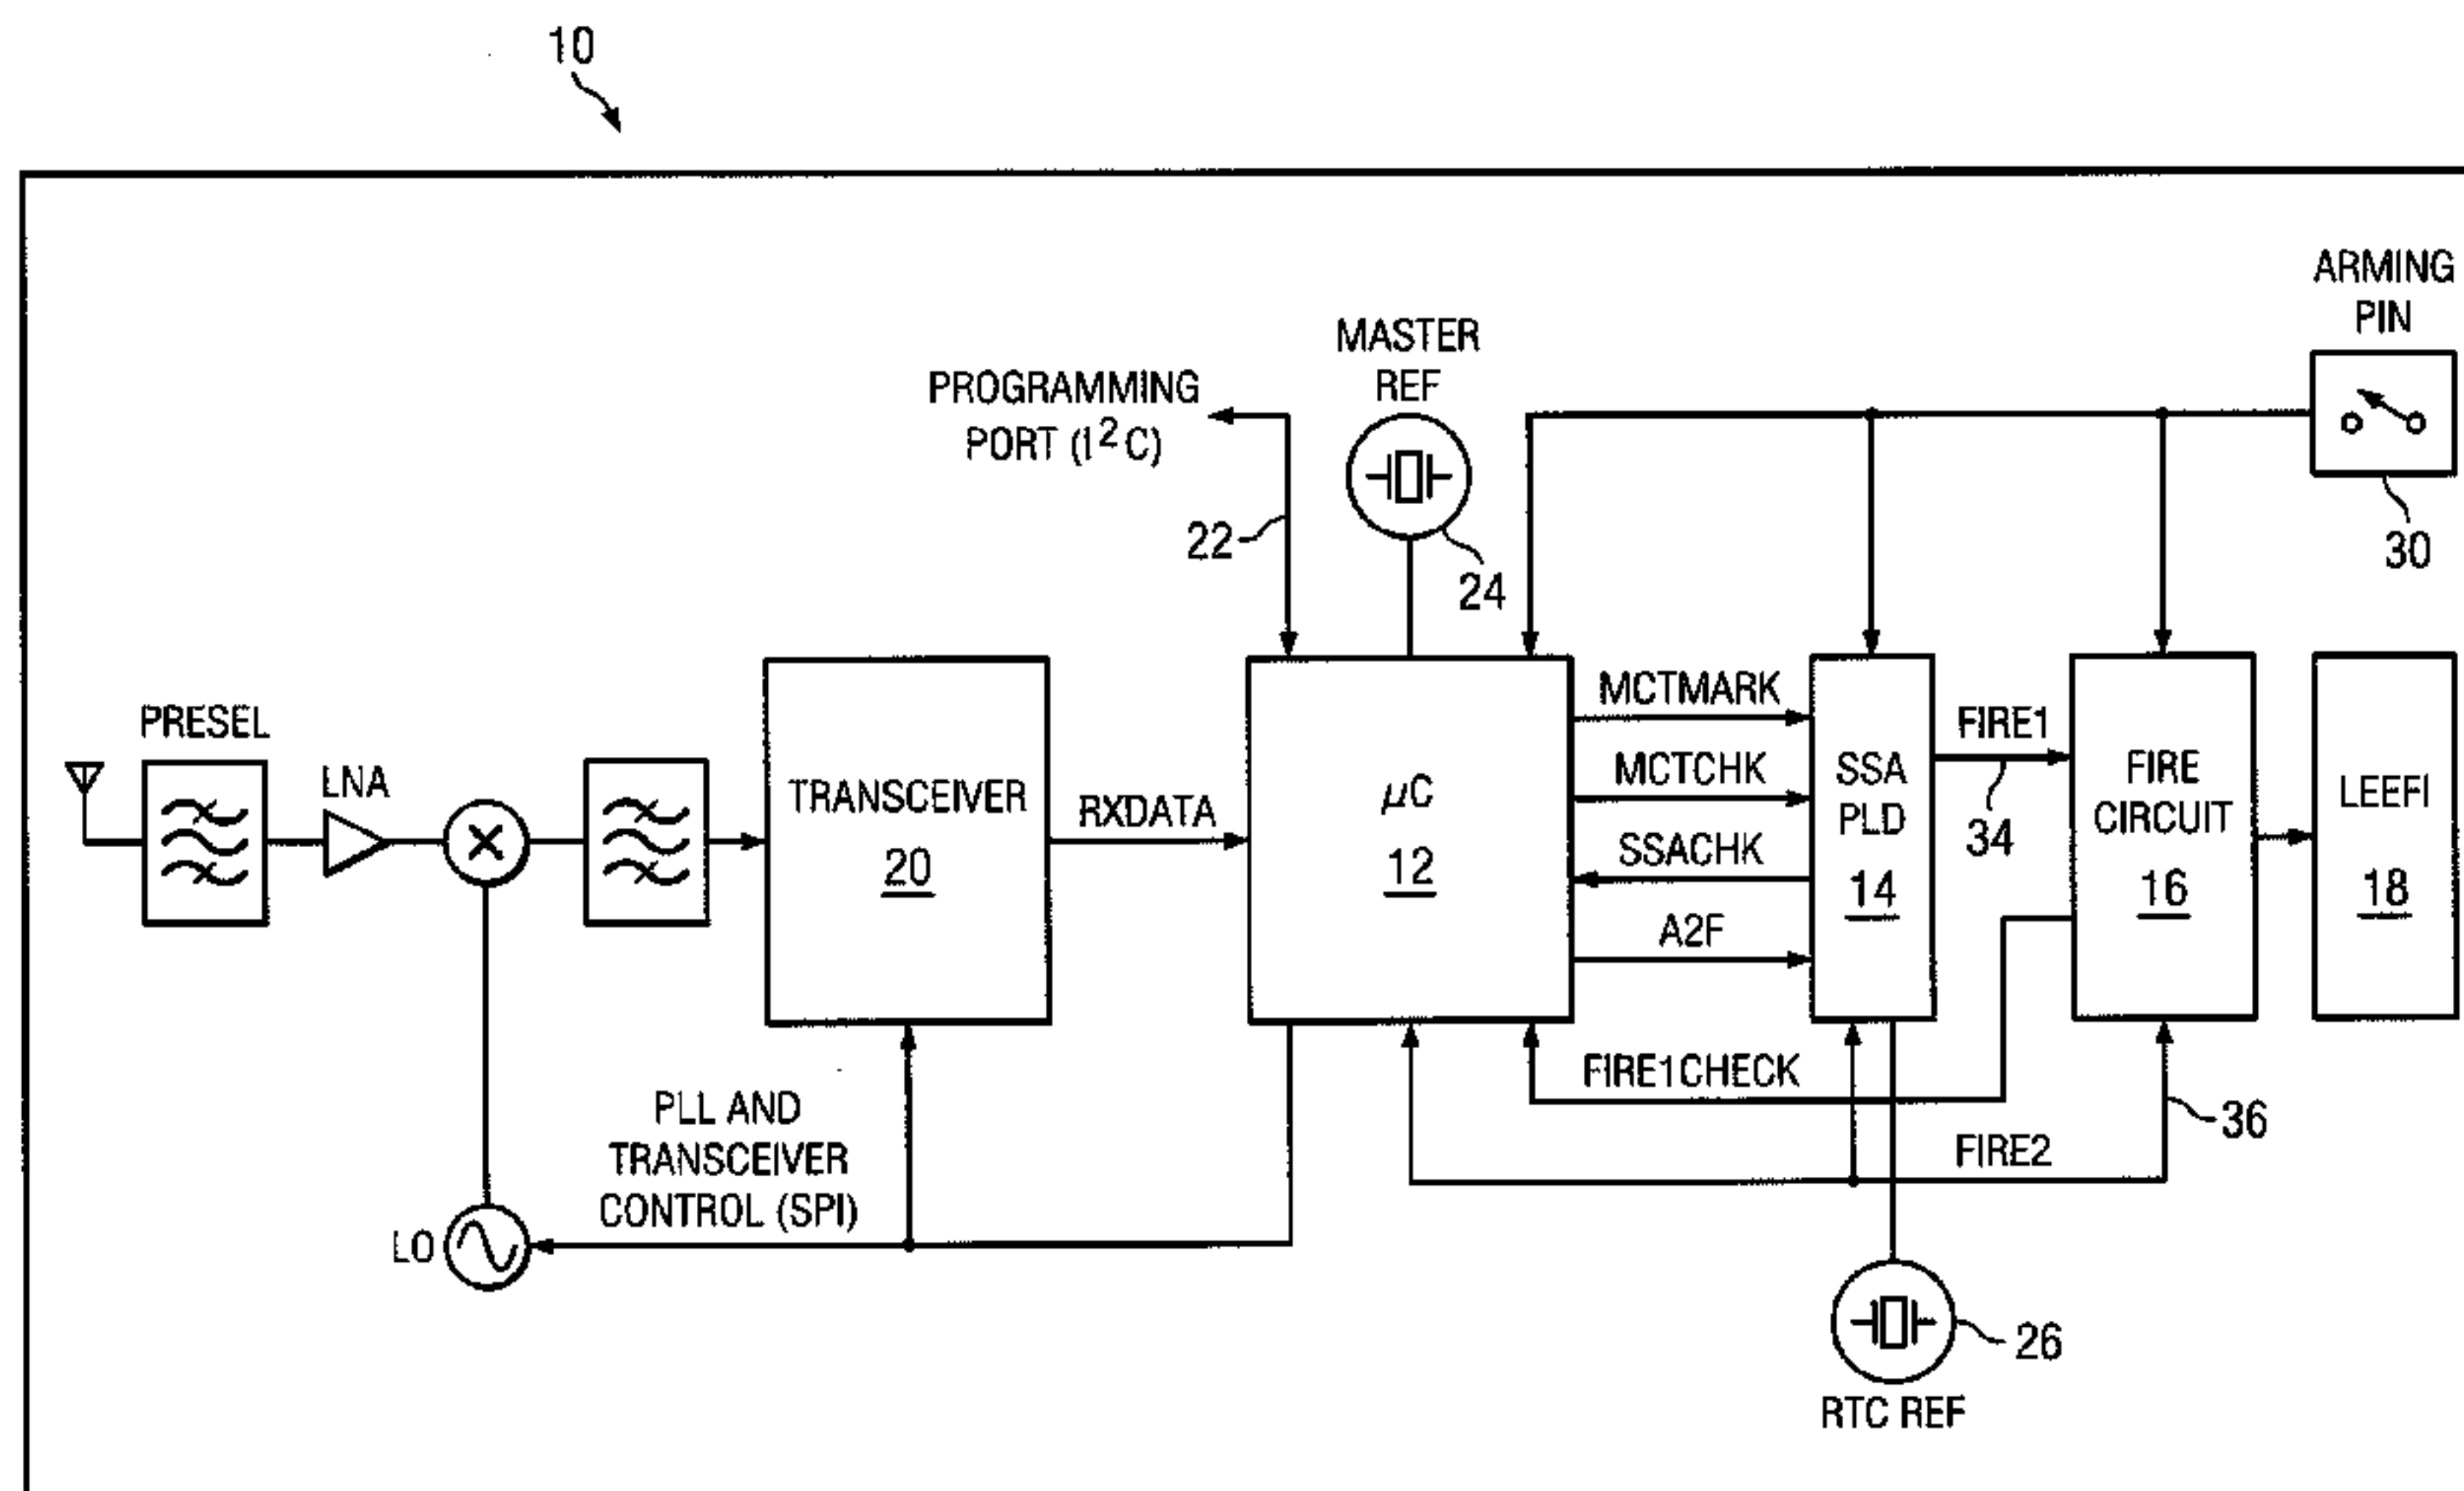 10
ARMING
PIN
30
MASTER
REF
24
PROGRAMMING
PORT (I²C)
22
PRESEL
LNA
TRANSCEIVER
20
RXDATA
µC
12
MCTMARK
MCTCHK
SSACHK
A2F
SSA
PLD
14
FIRE1
34
FIRE
CIRCUIT
16
LEEFI
18
FIRE1CHECK
36
FIRE2
PLL AND
TRANSCEIVER
CONTROL (SPI)
LO
26
RTC REF